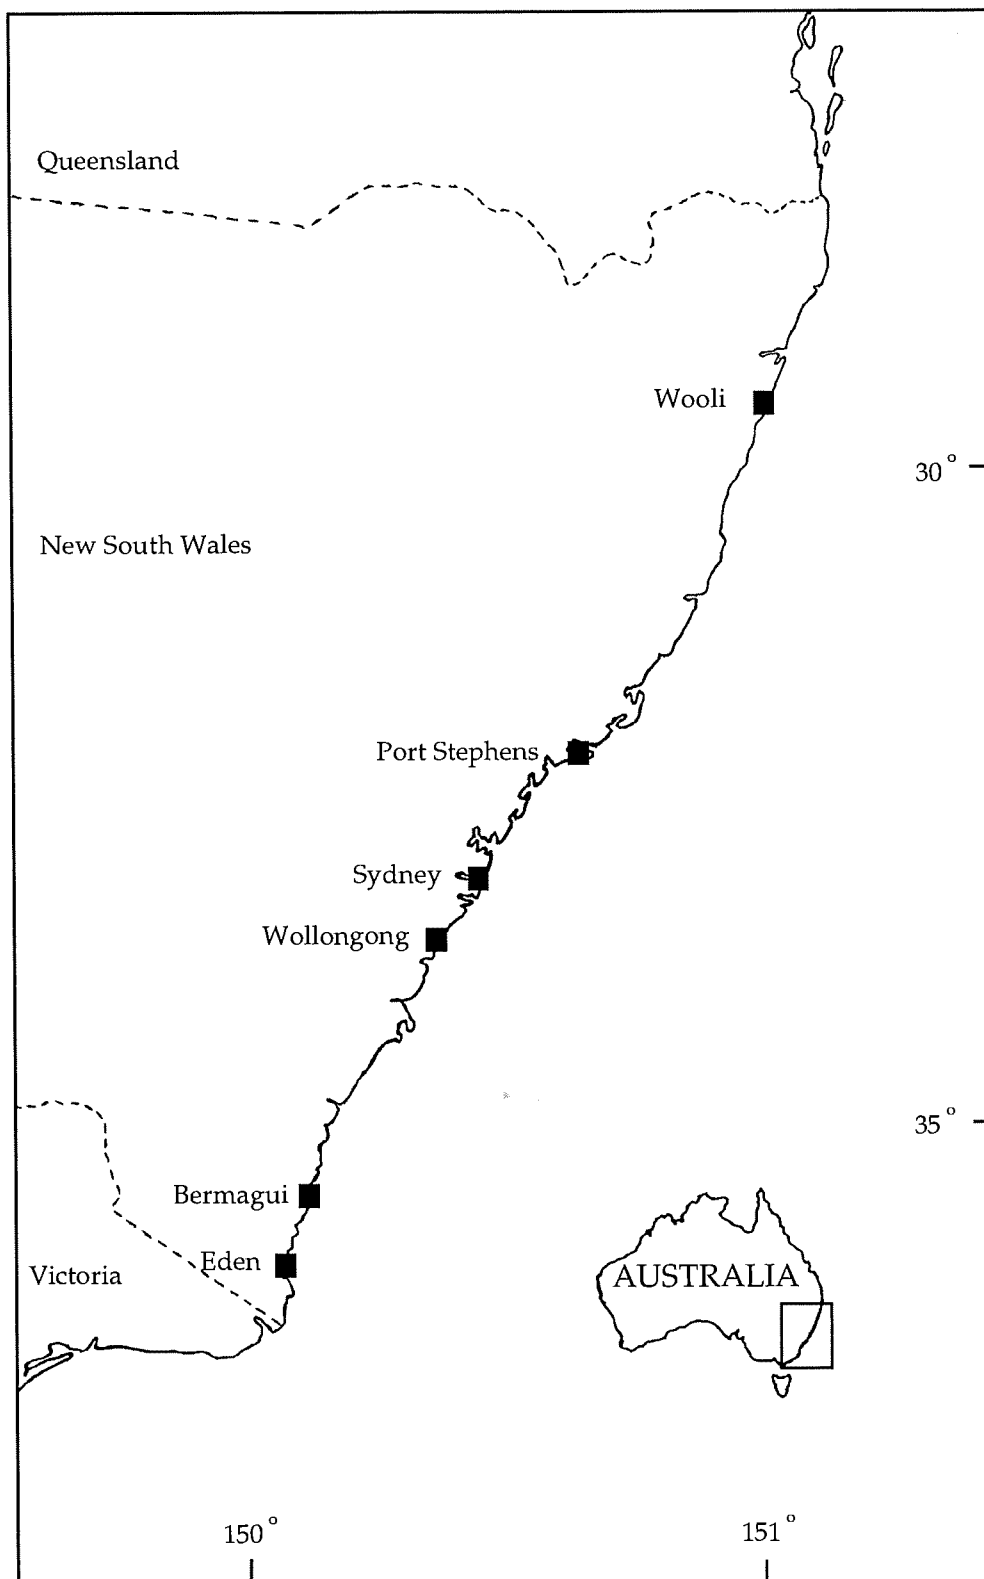 Queensland
Wooli
30°
New South Wales
Port Stephens
Sydney
Wollongong
35°
Bermagui
Eden
Victoria
AUSTRALIA
150°
151°